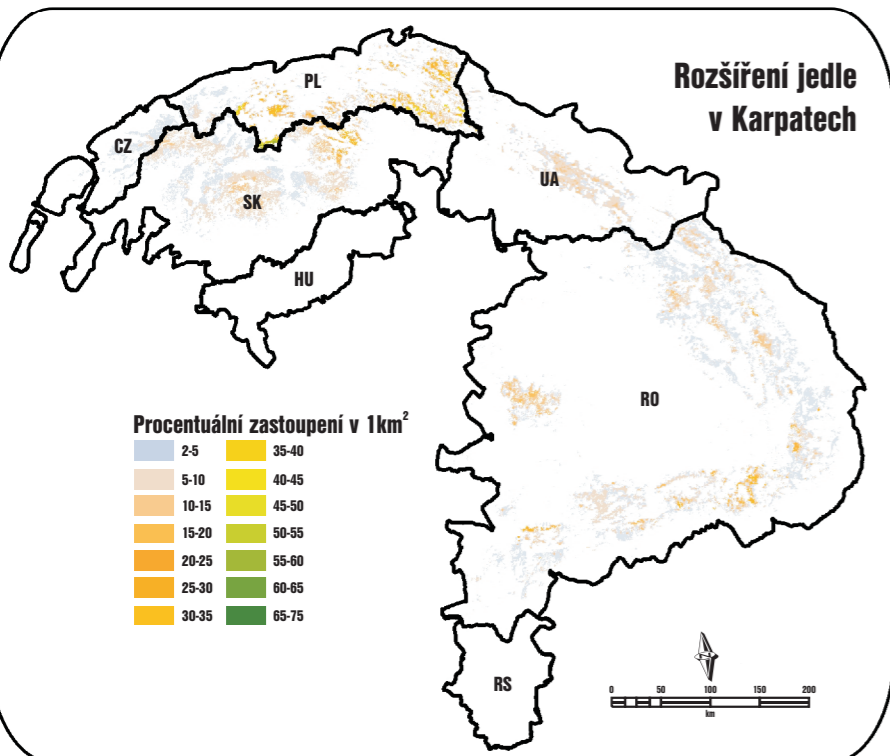 Rozšíření jedle
v Karpatech
PL
CZ
SK
UA
HU
RO
RS
Procentuální zastoupení v 1km²
2-5
5-10
10-15
15-20
20-25
25-30
30-35
35-40
40-45
45-50
50-55
55-60
60-65
65-75
0 50 100 150 200
km